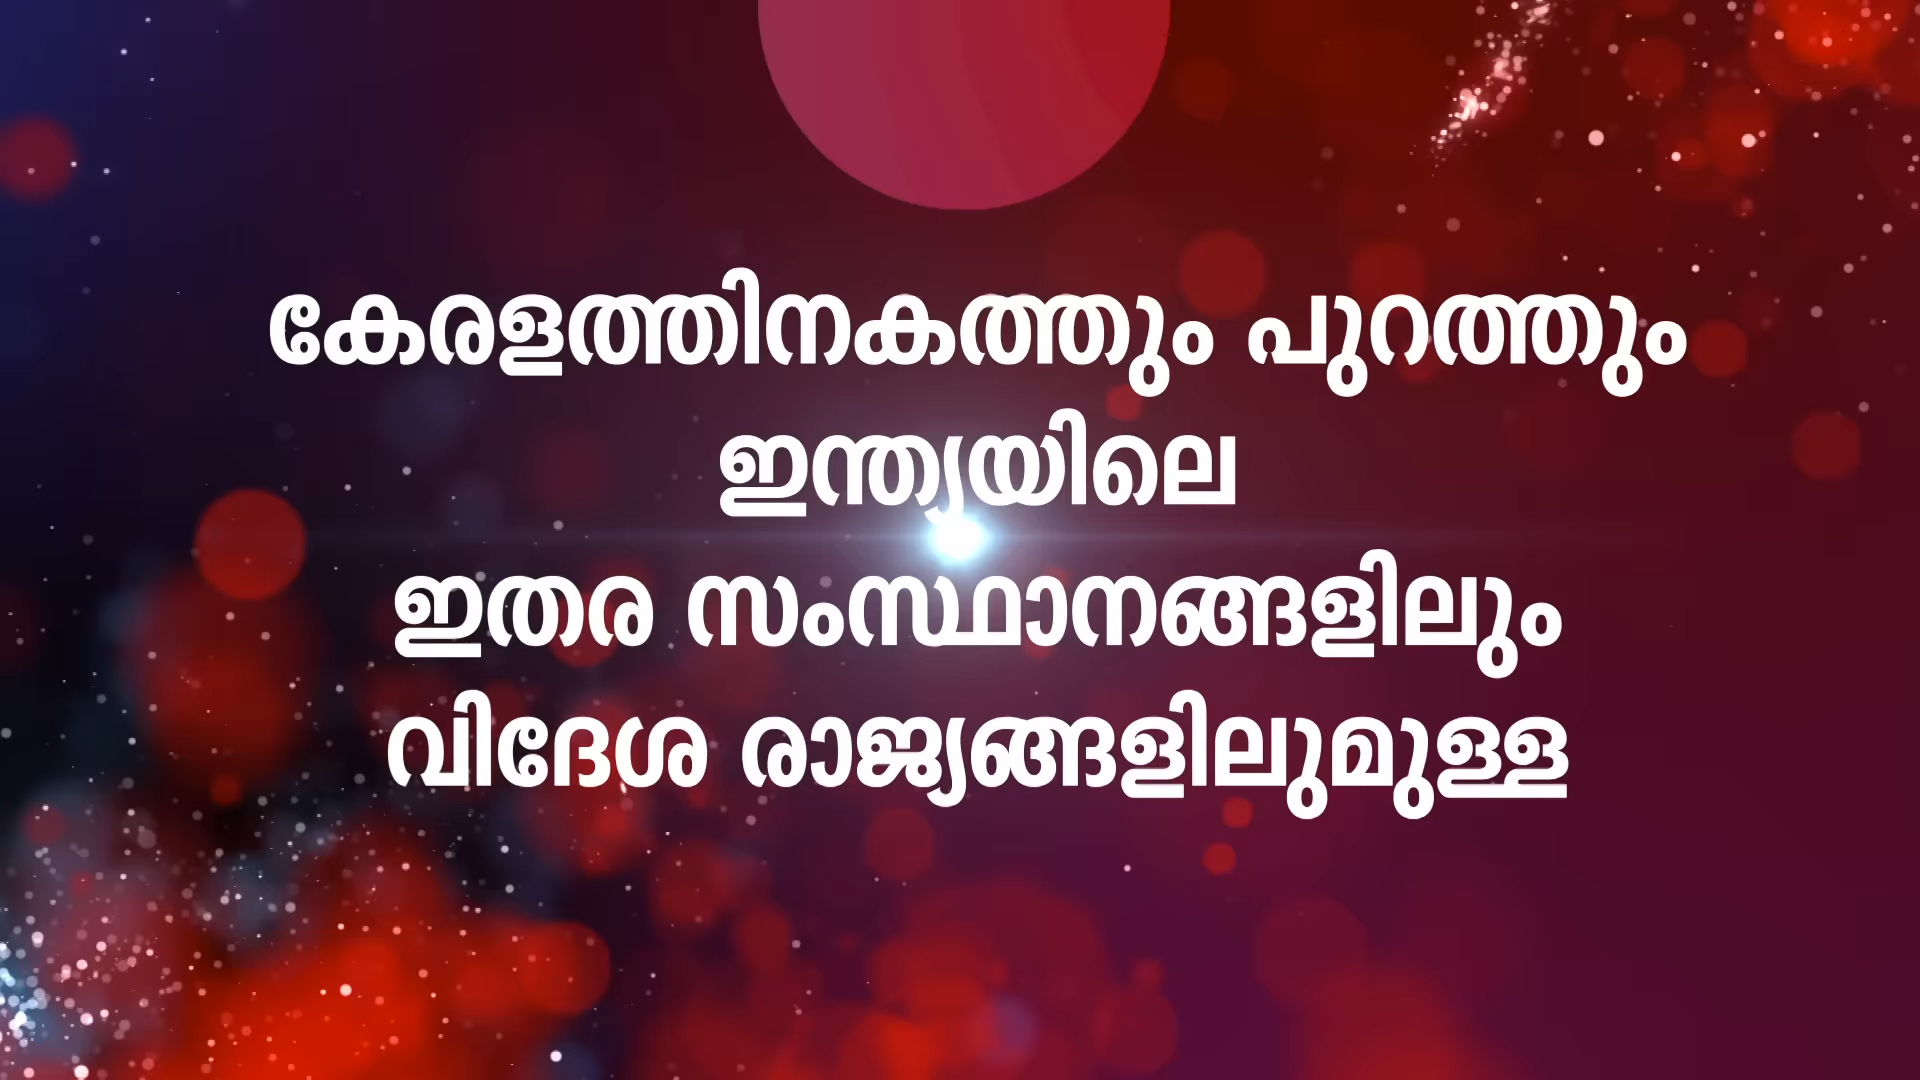 കേരളത്തിനകത്തും പുറത്തും
ഇന്ത്യയിലെ
ഇതര സംസ്ഥാനങ്ങളിലും
വിദേശ രാജ്യങ്ങളിലുമുള്ള